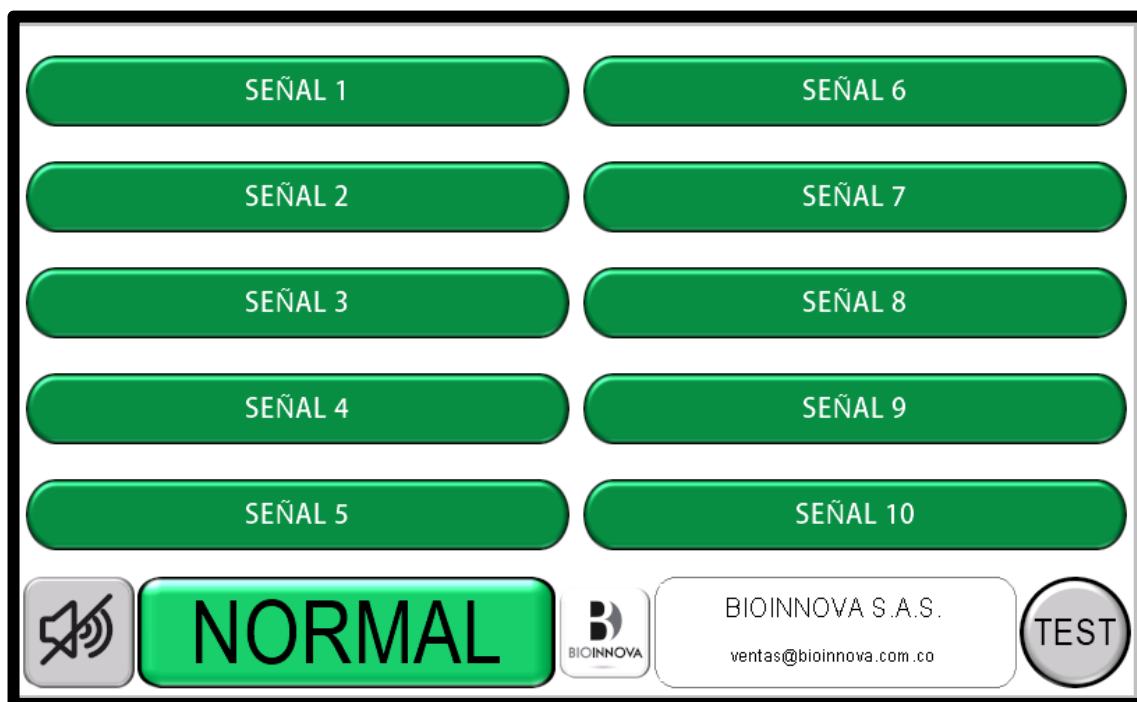 SEÑAL 1
SEÑAL 6
SEÑAL 2
SEÑAL 7
SEÑAL 3
SEÑAL 8
SEÑAL 4
SEÑAL 9
SEÑAL 5
SEÑAL 10
NORMAL
BIOINNOVA
BIOINNOVA S.A.S.
ventas@bioinnova.com.co
TEST